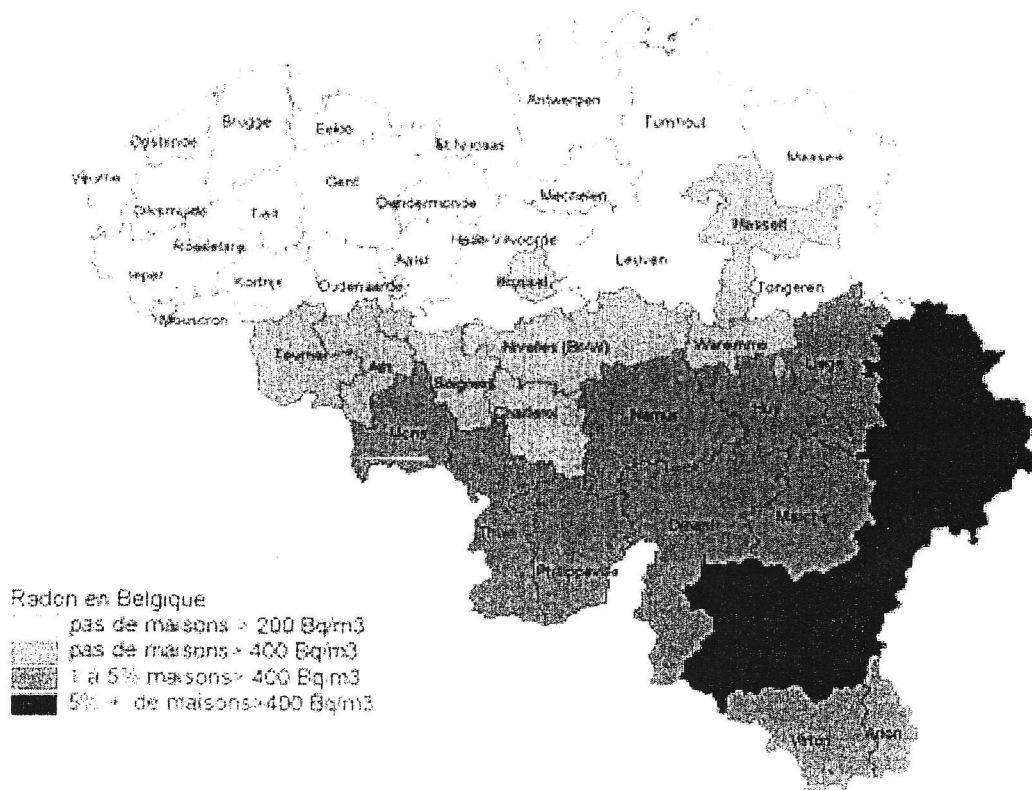 Antwerpen
Turnhout
Brugge
Eeklo
Oostende
St Niklaas
Maaseik
Veurne
Gent
Mechelen
Diksmuide
Tielt
Dendermonde
Hasselt
Roeselare
Halle-Vilvoorde
Aalst
Leuven
Ieper
Kortrijk
Oudenaarde
Brussel
Tongeren
Mouscron
Tournai
Nivelles (Br-W)
Waremme
Ath
Liège
Soignies
Charleroi
Namur
Huy
Mons
Marche
Dinant
Thuin
Philippeville
Radon en Belgique
pas de maisons > 200 Bq/m3
pas de maisons > 400 Bq/m3
1 à 5% maisons > 400 Bq/m3
5% + de maisons>400 Bq/m3
Virton
Arlon